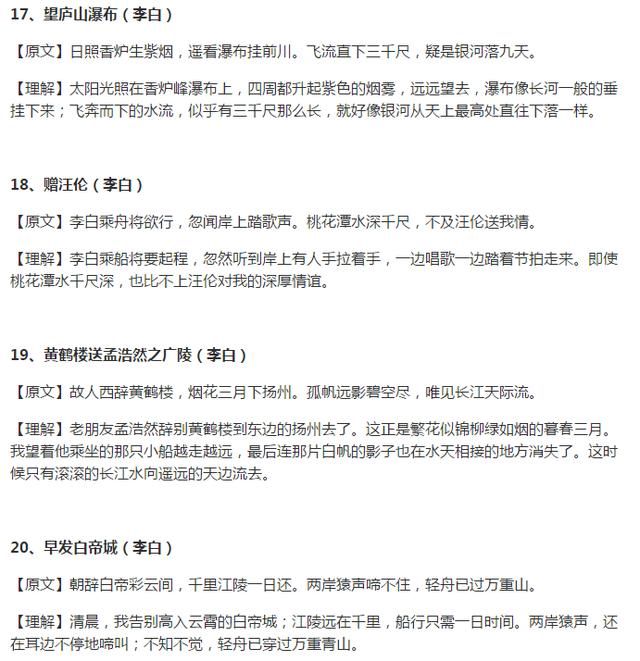 17、望庐山瀑布（李白）
【原文】日照香炉生紫烟，遥看瀑布挂前川。飞流直下三千尺，疑是银河落九天。
【理解】太阳光照在香炉峰瀑布上，四周都升起紫色的烟雾，远远望去，瀑布像长河一般的垂
挂下来；飞奔而下的水流，似乎有三千尺那么长，就好像银河从天上最高处直往下落一样。
18、赠汪伦（李白）
【原文】李白乘舟将欲行，忽闻岸上踏歌声。桃花潭水深千尺，不及汪伦送我情。
【理解】李白乘船将要起程，忽然听到岸上有人手拉着手，一边唱歌一边踏着节拍走来。即使
桃花潭水千尺深，也比不上汪伦对我的深厚情谊。
19、黄鹤楼送孟浩然之广陵（李白）
【原文】故人西辞黄鹤楼，烟花三月下扬州。孤帆远影碧空尽，唯见长江天际流。
【理解】老朋友孟浩然辞别黄鹤楼到东边的扬州去了。这正是繁花似锦柳绿如烟的暮春三月。
我望着他乘坐的那只小船越走越远，最后连那片白帆的影子也在水天相接的地方消失了。这时
候只有滚滚的长江水向遥远的天边流去。
20、早发白帝城（李白）
【原文】朝辞白帝彩云间，千里江陵一日还。两岸猿声啼不住，轻舟已过万重山。
【理解】清晨，我告别高入云霄的白帝城；江陵远在千里，船行只需一日时间。两岸猿声，还
在耳边不停地啼叫；不知不觉，轻舟已穿过万重青山。